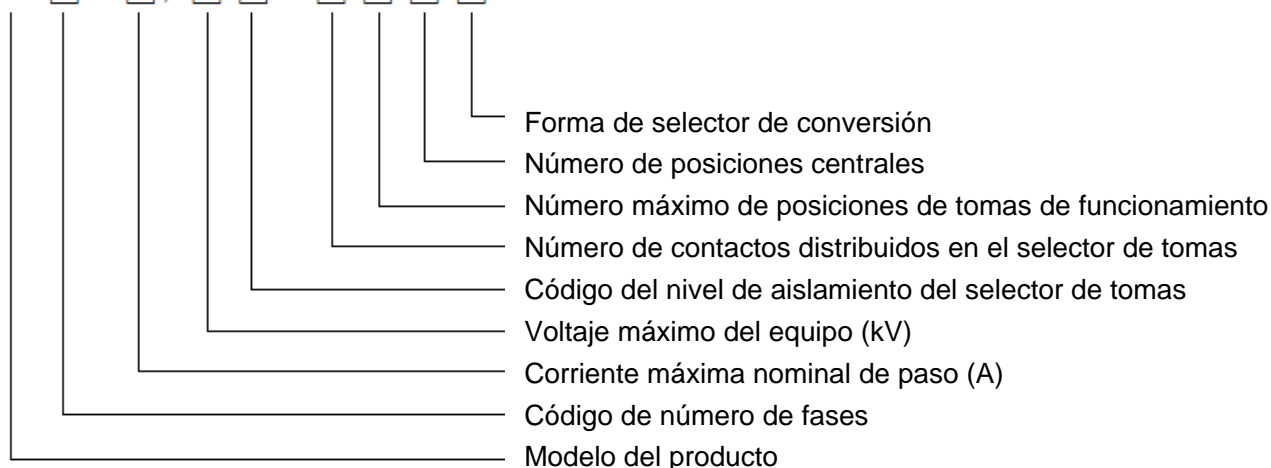 Forma de selector de conversión
Número de posiciones centrales
Número máximo de posiciones de tomas de funcionamiento
Número de contactos distribuidos en el selector de tomas
Código del nivel de aislamiento del selector de tomas
Voltaje máximo del equipo (kV)
Corriente máxima nominal de paso (A)
Código de número de fases
Modelo del producto